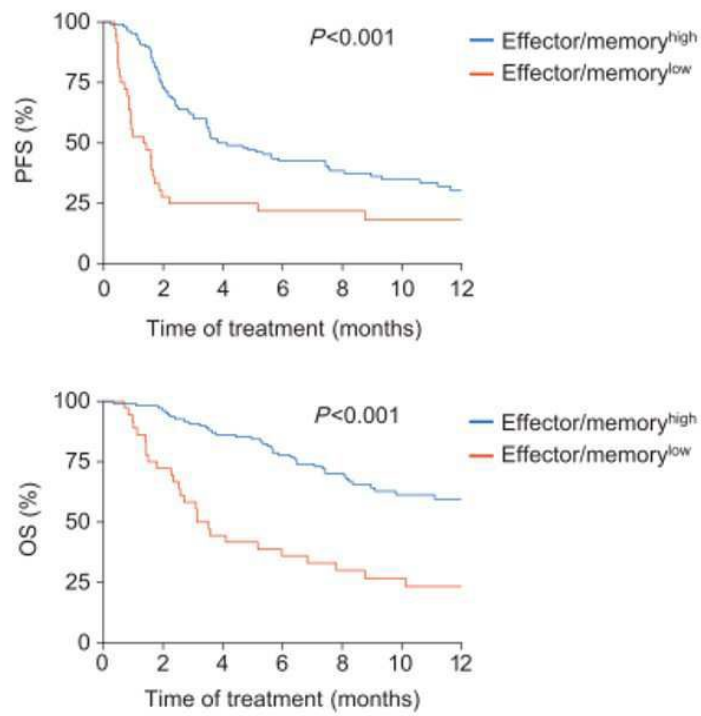 100
75
50
25
0
PFS (%)
P<0.001
Effector/memoryhigh
Effector/memorylow
0 2 4 6 8 10 12
Time of treatment (months)
100
75
50
25
0
OS (%)
P<0.001
Effector/memoryhigh
Effector/memorylow
0 2 4 6 8 10 12
Time of treatment (months)